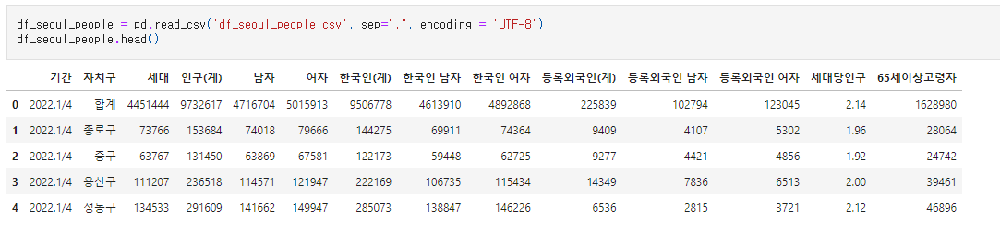 df_seoul_people = pd.read_csv('df_seoul_people.csv', sep=",", encoding = 'UTF-8')
df_seoul_people.head()
기간 자치구 세대 인구(계) 남자 여자 한국인(계) 한국인 남자 한국인 여자 등록외국인(계) 등록외국인 남자 등록외국인 여자 세대당인구 65세이상고령자
0 2022.1/4 합계 4451444 9732617 4716704 5015913 9506778 4613910 4892868 225839 102794 123045 2.14 1628980
1 2022.1/4 종로구 73766 153684 74018 79666 144275 69911 74364 9409 4107 5302 1.96 28064
2 2022.1/4 중구 63767 131450 63869 67581 122173 59448 62725 9277 4421 4856 1.92 24742
3 2022.1/4 용산구 111207 236518 114571 121947 222169 106735 115434 14349 7836 6513 2.00 39461
4 2022.1/4 성동구 134533 291609 141662 149947 285073 138847 146226 6536 2815 3721 2.12 46896